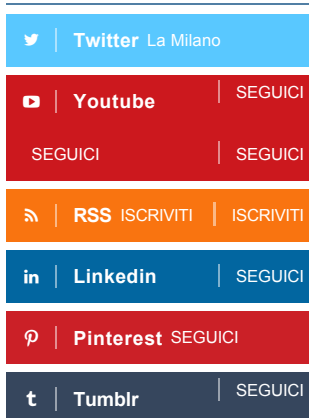 Twitter La Milano
Youtube SEGUICI
SEGUICI SEGUICI
RSS ISCRIVITI ISCRIVITI
Linkedin SEGUICI
Pinterest SEGUICI
Tumblr SEGUICI